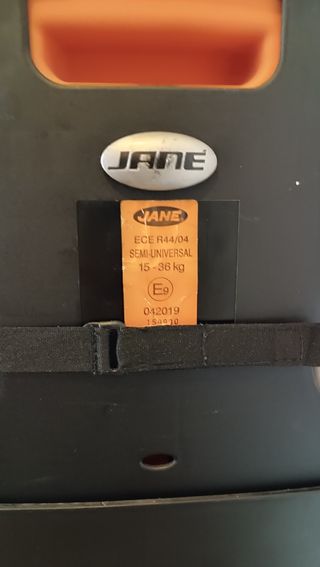 JANE
JANE
ECE R44/04
SEMI-UNIVERSAL
15 - 36 kg
E9
042019